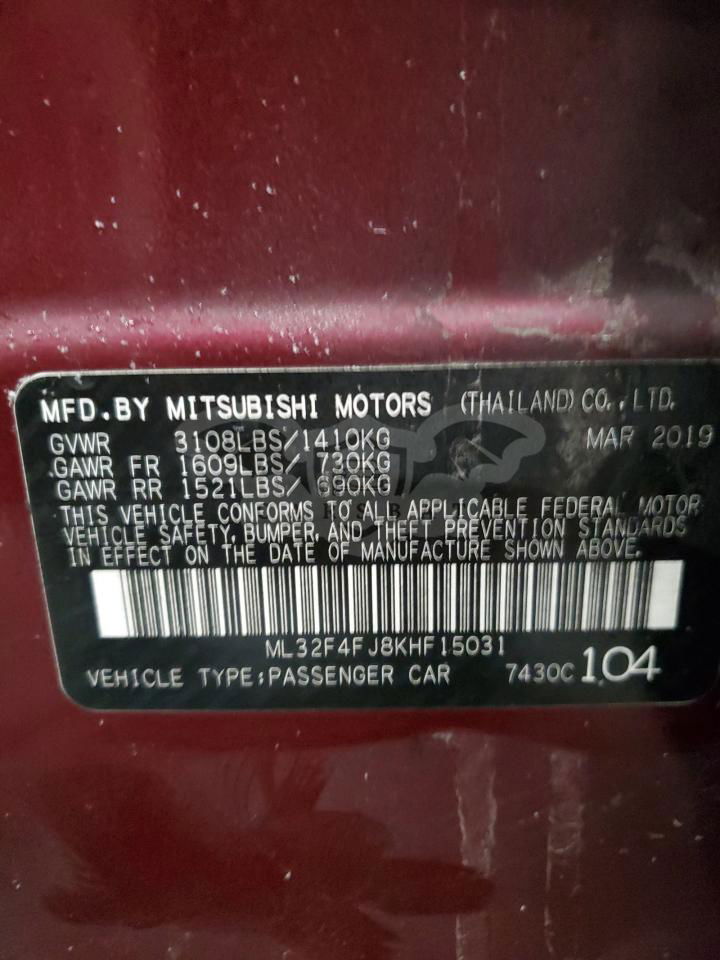 MFD.BY MITSUBISHI MOTORS (THAILAND) CO.,LTD.
GVWR 3108LBS/1410KG MAR 2019
GAWR FR 1609LBS/ 730KG
GAWR RR 1521LBS/ 690KG
THIS VEHICLE CONFORMS TO ALL APPLICABLE FEDERAL MOTOR
VEHICLE SAFETY, BUMPER, AND THEFT PREVENTION STANDARDS
IN EFFECT ON THE DATE OF MANUFACTURE SHOWN ABOVE.
ML32F4FJ8KHF15031
VEHICLE TYPE:PASSENGER CAR 7430C 104